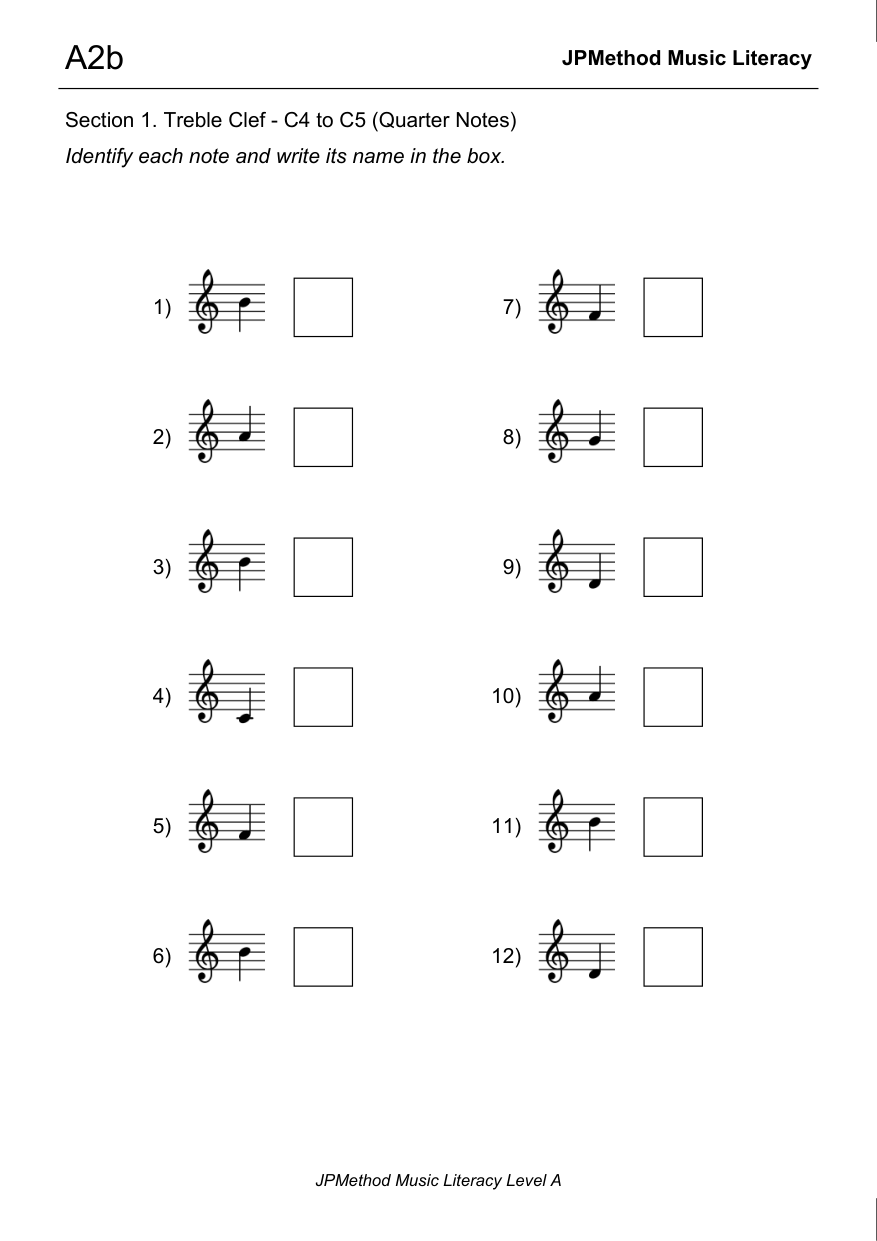 A2b
JPMethod Music Literacy
Section 1. Treble Clef - C4 to C5 (Quarter Notes)
Identify each note and write its name in the box.
1)
2)
3)
4)
5)
6)
7)
8)
9)
10)
11)
12)
JPMethod Music Literacy Level A